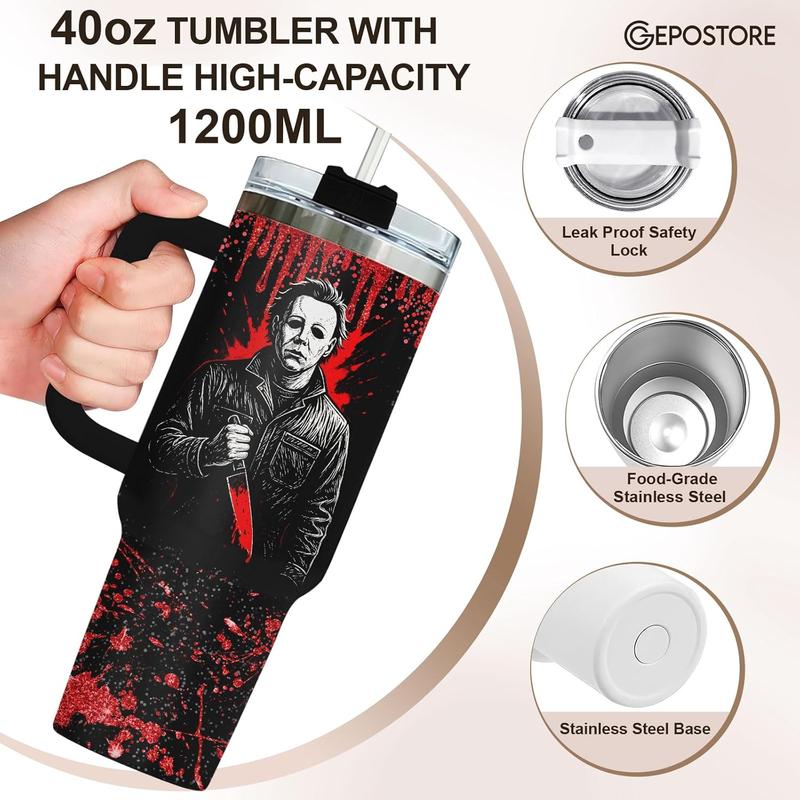 40oz TUMBLER WITH
HANDLE HIGH-CAPACITY
1200ML
GEPOSTORE
Leak Proof Safety
Lock
Food-Grade
Stainless Steel
Stainless Steel Base